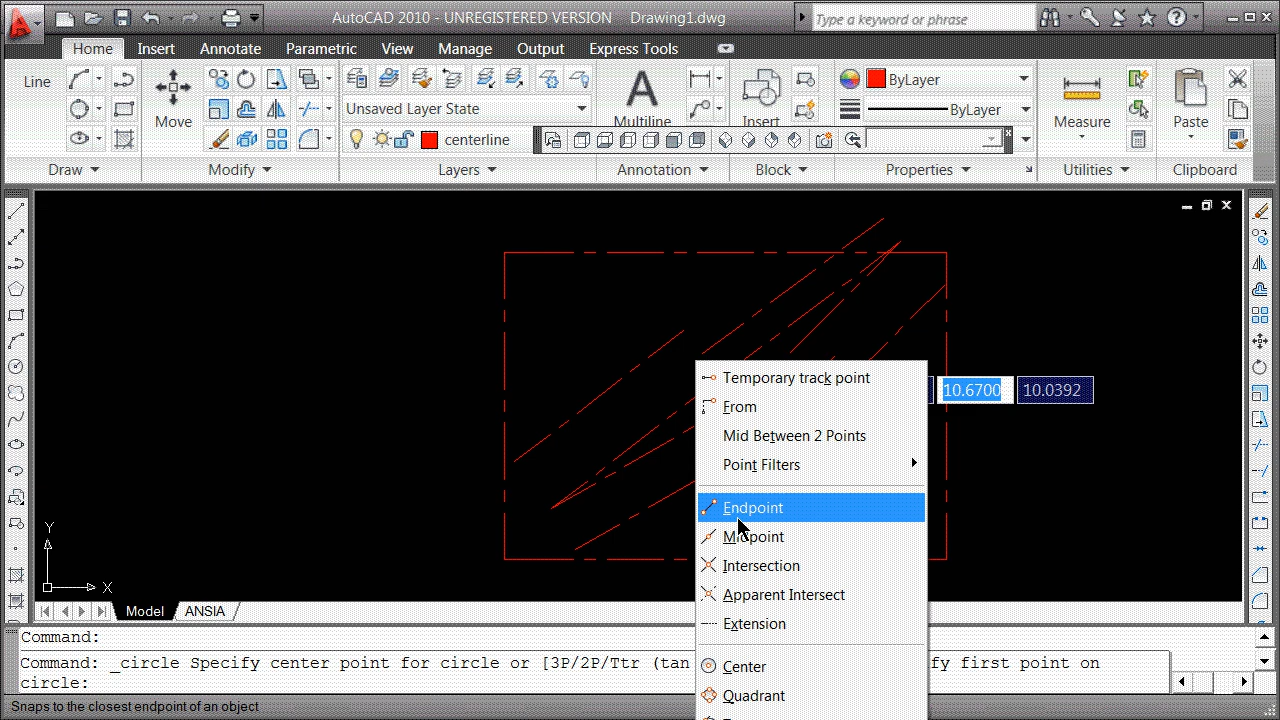 AutoCAD 2010 - UNREGISTERED VERSION Drawing1.dwg
Type a keyword or phrase
Home Insert Annotate Parametric View Manage Output Express Tools
Line
Move
Unsaved Layer State
centerline
Multiline
Insert
ByLayer
ByLayer
Measure
Paste
Draw Modify Layers Annotation Block Properties Utilities Clipboard
Temporary track point
From
Mid Between 2 Points
Point Filters
Endpoint
Midpoint
Intersection
Apparent Intersect
Extension
Center
Quadrant
10.6700 10.0392
Y
X
Model ANSIA
Command:
Command: _circle Specify center point for circle or [3P/2P/Ttr (tan fy first point on
circle:
Snaps to the closest endpoint of an object